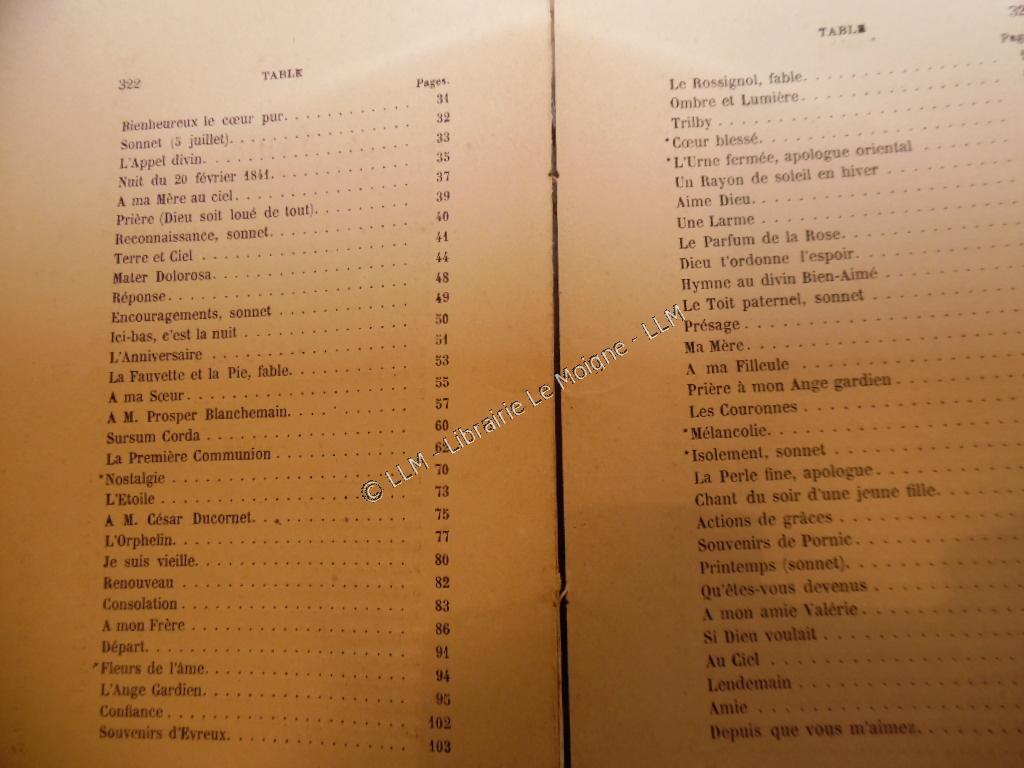 322 TABLE
Pages.
Bienheureux le cœur pur. . . . . . . . . 31
Sonnet (5 juillet). . . . . . . . . 32
L'Appel divin. . . . . . . . . 33
Nuit du 20 février 1841. . . . . . . . . 35
A ma Mère au ciel. . . . . . . . . 37
Prière (Dieu soit loué de tout). . . . . . . . . 39
Reconnaissance, sonnet. . . . . . . . . 40
Terre et Ciel . . . . . . . . . 41
Mater Dolorosa. . . . . . . . . 44
Réponse. . . . . . . . . 48
Encouragements, sonnet . . . . . . . . . 49
Ici-bas, c'est la nuit . . . . . . . . . 50
L'Anniversaire . . . . . . . . . 51
La Fauvette et la Pie, fable. . . . . . . . . 53
A ma Sœur. . . . . . . . . 55
A M. Prosper Blanchemain. . . . . . . . . 57
Sursum Corda . . . . . . . . . 60
La Première Communion . . . . . . . . . 62
*Nostalgie . . . . . . . . . 70
L'Etoile . . . . . . . . . 73
A M. César Ducornet. . . . . . . . . 75
L'Orphelin. . . . . . . . . 77
Je suis vieille. . . . . . . . . 80
Renouveau . . . . . . . . . 82
Consolation . . . . . . . . . 83
A mon Frère . . . . . . . . . 86
Départ. . . . . . . . . 91
*Fleurs de l'âme. . . . . . . . . 94
L'Ange Gardien. . . . . . . . . 95
Confiance . . . . . . . . . 102
Souvenirs d'Evreux. . . . . . . . . 103
TABLE
Le Rossignol, fable. . . . . . . . .
Ombre et Lumière. . . . . . . . .
Trilby . . . . . . . . .
*Cœur blessé. . . . . . . . .
*L'Urne fermée, apologue oriental . . . . . . . . .
Un Rayon de soleil en hiver . . . . . . . . .
Aime Dieu. . . . . . . . .
Une Larme . . . . . . . . .
Le Parfum de la Rose. . . . . . . . .
Dieu t'ordonne l'espoir. . . . . . . . .
Hymne au divin Bien-Aimé . . . . . . . . .
Le Toit paternel, sonnet . . . . . . . . .
Présage . . . . . . . . .
Ma Mère. . . . . . . . .
A ma Filleule . . . . . . . . .
Prière à mon Ange gardien . . . . . . . . .
Les Couronnes . . . . . . . . .
*Mélancolie. . . . . . . . .
*Isolement, sonnet . . . . . . . . .
La Perle fine, apologue . . . . . . . . .
Chant du soir d'une jeune fille. . . . . . . . .
Actions de grâces . . . . . . . . .
Souvenirs de Pornic. . . . . . . . .
Printemps (sonnet). . . . . . . . .
Qu'êtes-vous devenus . . . . . . . . .
A mon amie Valérie. . . . . . . . .
Si Dieu voulait . . . . . . . . .
Au Ciel . . . . . . . . .
Lendemain . . . . . . . . .
Amie . . . . . . . . .
Depuis que vous m'aimez. . . . . . . . .
© LLM - Librairie Le Moigne - LLM